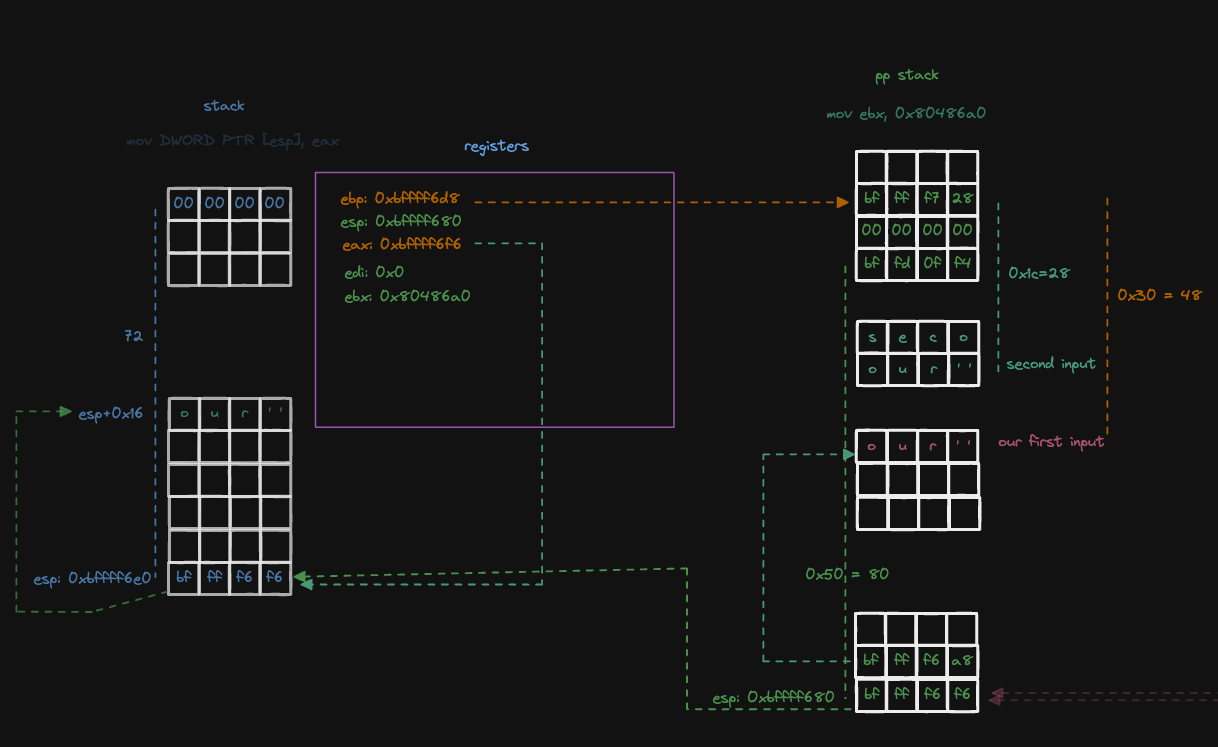 stack
mov DWORD PTR [esp], eax
00 00 00 00
72
esp+0x16
o u r ' '
esp: 0xbffff6e0
bf ff f6 f6
registers
ebp: 0xbffff6d8
esp: 0xbffff680
eax: 0xbffff6f6
edi: 0x0
ebx: 0x80486a0
pp stack
mov ebx, 0x80486a0
bf ff f7 28
00 00 00 00
bf fd 0f f4
0x1c=28
0x30 = 48
s e c o
o u r ' '
second input
o u r ' '
our first input
0x50 = 80
bf ff f6 a8
esp: 0xbffff680
bf ff f6 f6